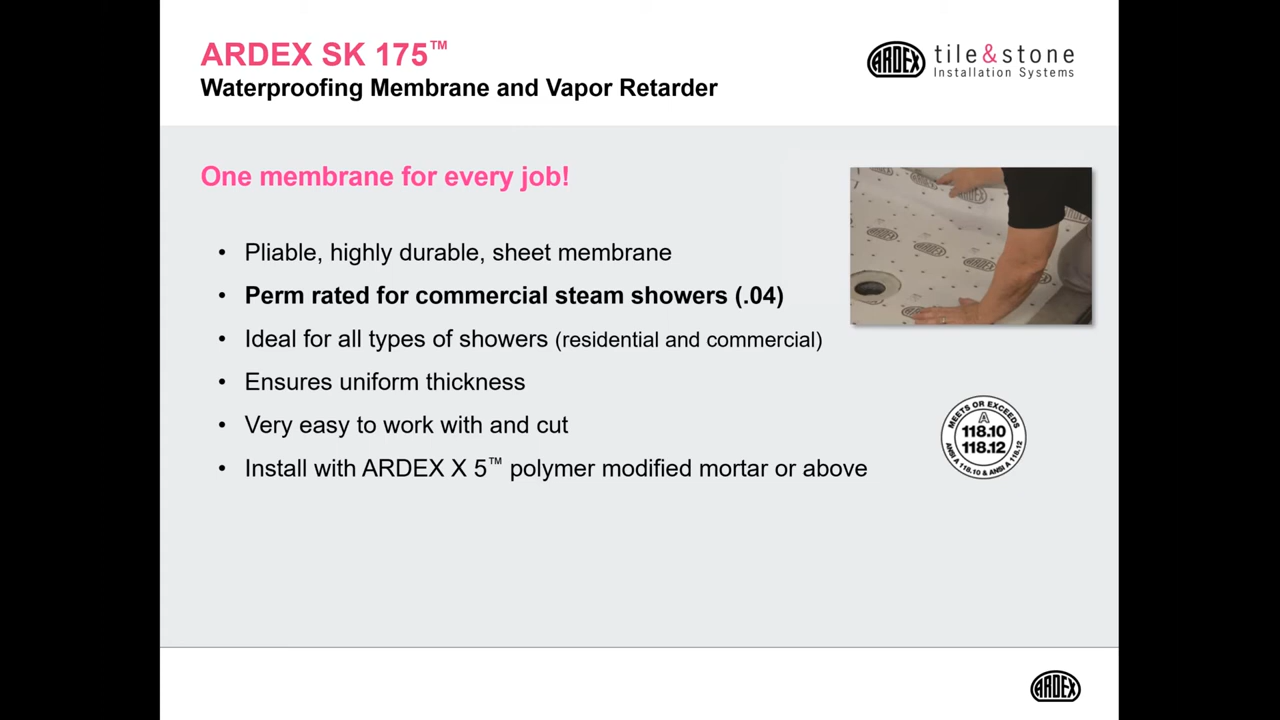 ARDEX SK 175™
Waterproofing Membrane and Vapor Retarder
ARDEX
tile&stone
Installation Systems
One membrane for every job!
• Pliable, highly durable, sheet membrane
• Perm rated for commercial steam showers (.04)
• Ideal for all types of showers (residential and commercial)
• Ensures uniform thickness
• Very easy to work with and cut
• Install with ARDEX X 5™ polymer modified mortar or above
ARDEX
ARDEX
ARDEX
MEETS OR EXCEEDS
A
118.10
118.12
ANSI A 118.10 & ANSI A 118.12
ARDEX